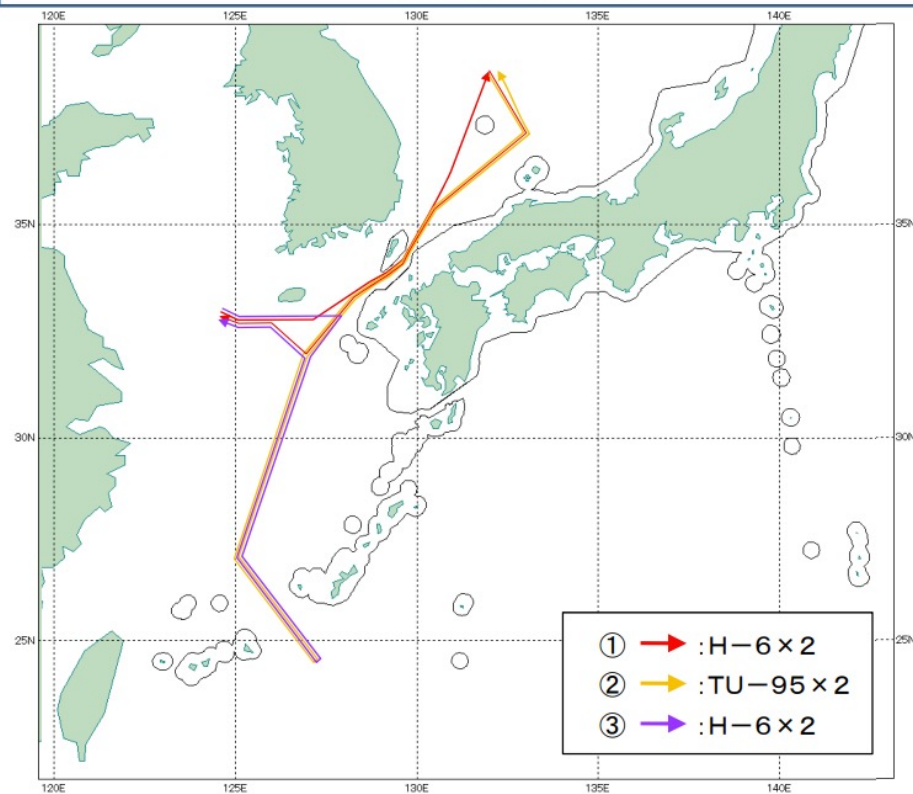 120E 125E 130E 135E 140E
35N 35N
30N 30N
25N 25N
① :H－6×2
② :TU－95×2
③ :H－6×2
120E 125E 130E 135E 140E